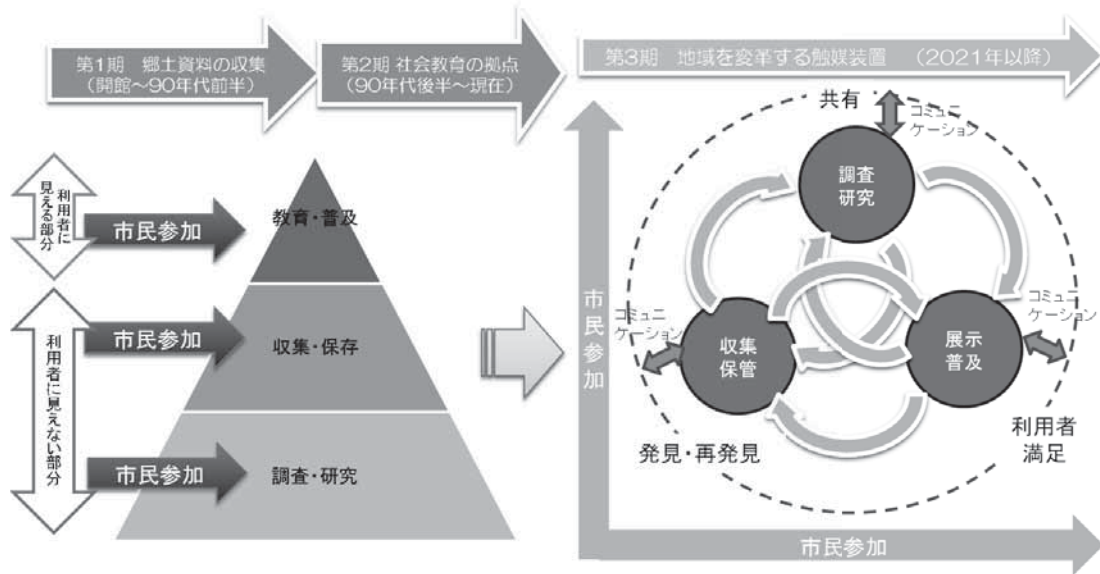 第1期　郷土資料の収集
（開館～90年代前半）
第2期 社会教育の拠点
（90年代後半～現在）
第3期　地域を変革する触媒装置　（2021年以降）
利用者に
見える部分
市民参加
教育・普及
利用者に見えない部分
市民参加
収集・保存
市民参加
調査・研究
市民参加
共有
コミュニ
ケーション
調査
研究
コミュニ
ケーション
収集
保管
コミュニ
ケーション
展示
普及
発見・再発見
利用者
満足
市民参加